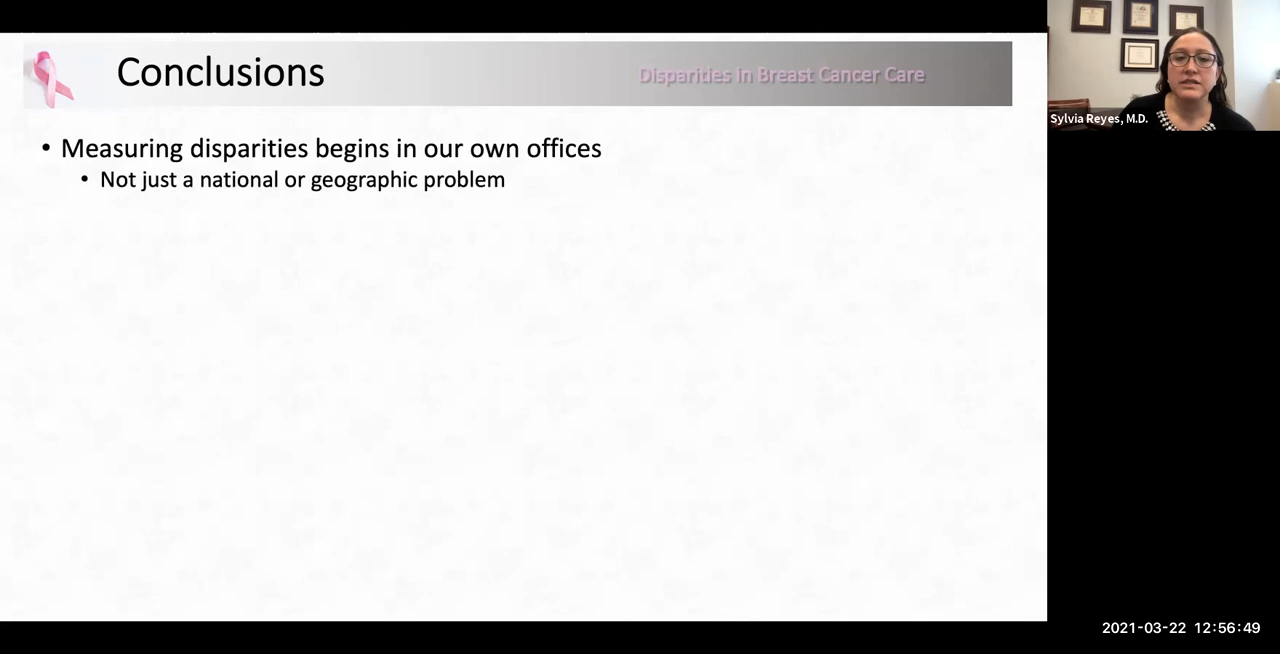 Conclusions
Disparities in Breast Cancer Care
• Measuring disparities begins in our own offices
• Not just a national or geographic problem
Sylvia Reyes, M.D.
2021-03-22 12:56:49